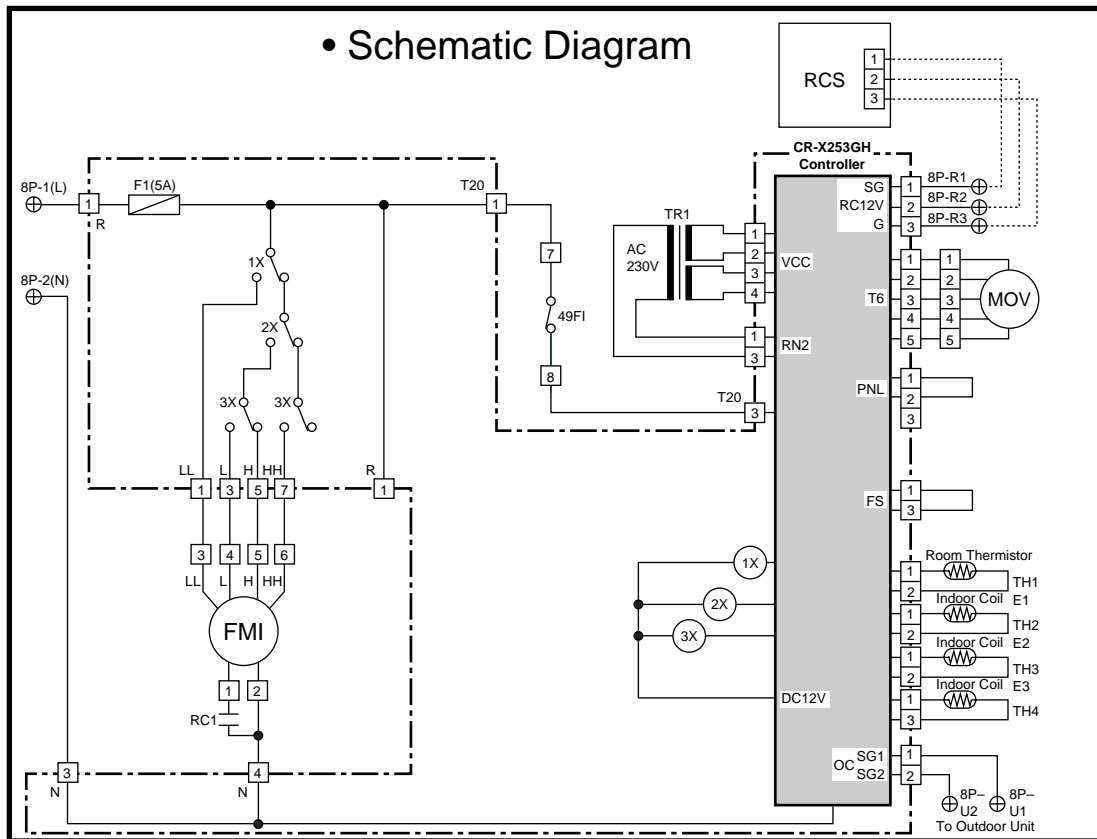 • Schematic Diagram
RCS
1
2
3
CR-X253GH
Controller
8P-1(L)
1
R
F1(5A)
T20
1
8P-2(N)
1X
2X
3X
3X
7
49FI
8
TR1
AC
230V
1
2
3
4
VCC
1
3
RN2
T20
3
SG
RC12V
G
1
2
3
8P-R1
8P-R2
8P-R3
T6
1
2
3
4
5
1
2
3
4
5
MOV
PNL
1
2
3
FS
1
3
LL
L
H
HH
R
1
3
5
7
1
3
4
5
6
LL
L
H
HH
FMI
1
2
RC1
3
N
4
N
1X
2X
3X
DC12V
Room Thermistor
1
2
TH1
Indoor Coil E1
1
2
TH2
Indoor Coil E2
1
2
TH3
Indoor Coil E3
1
3
TH4
OC
SG1
SG2
1
2
8P–
U2
8P–
U1
To Outdoor Unit